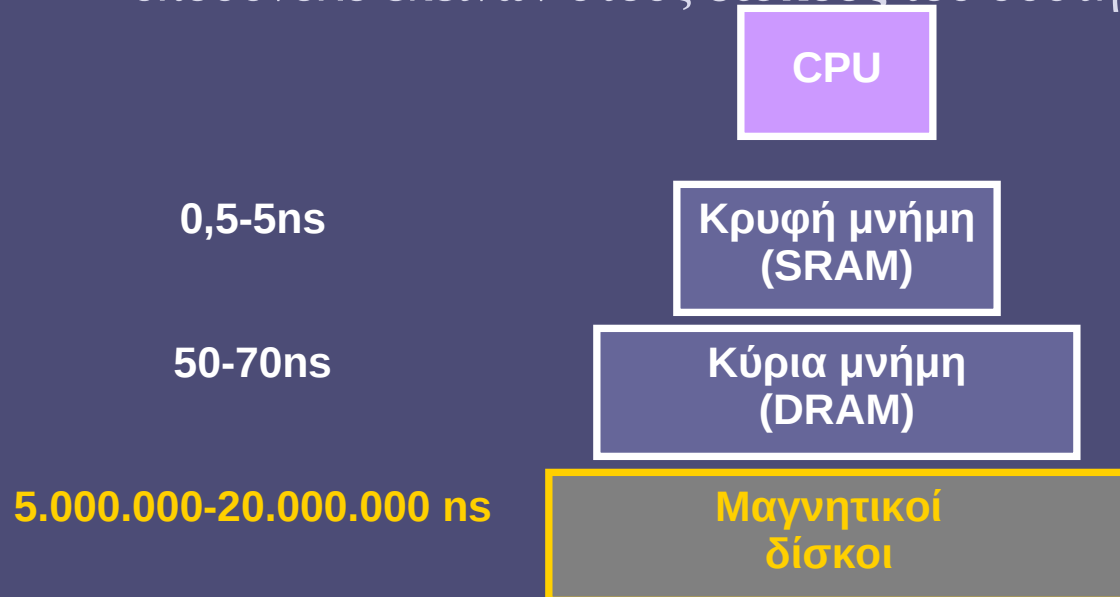 CPU
0,5-5ns
Κρυφή μνήμη
(SRAM)
50-70ns
Κύρια μνήμη
(DRAM)
5.000.000-20.000.000 ns
Μαγνητικοί
δίσκοι